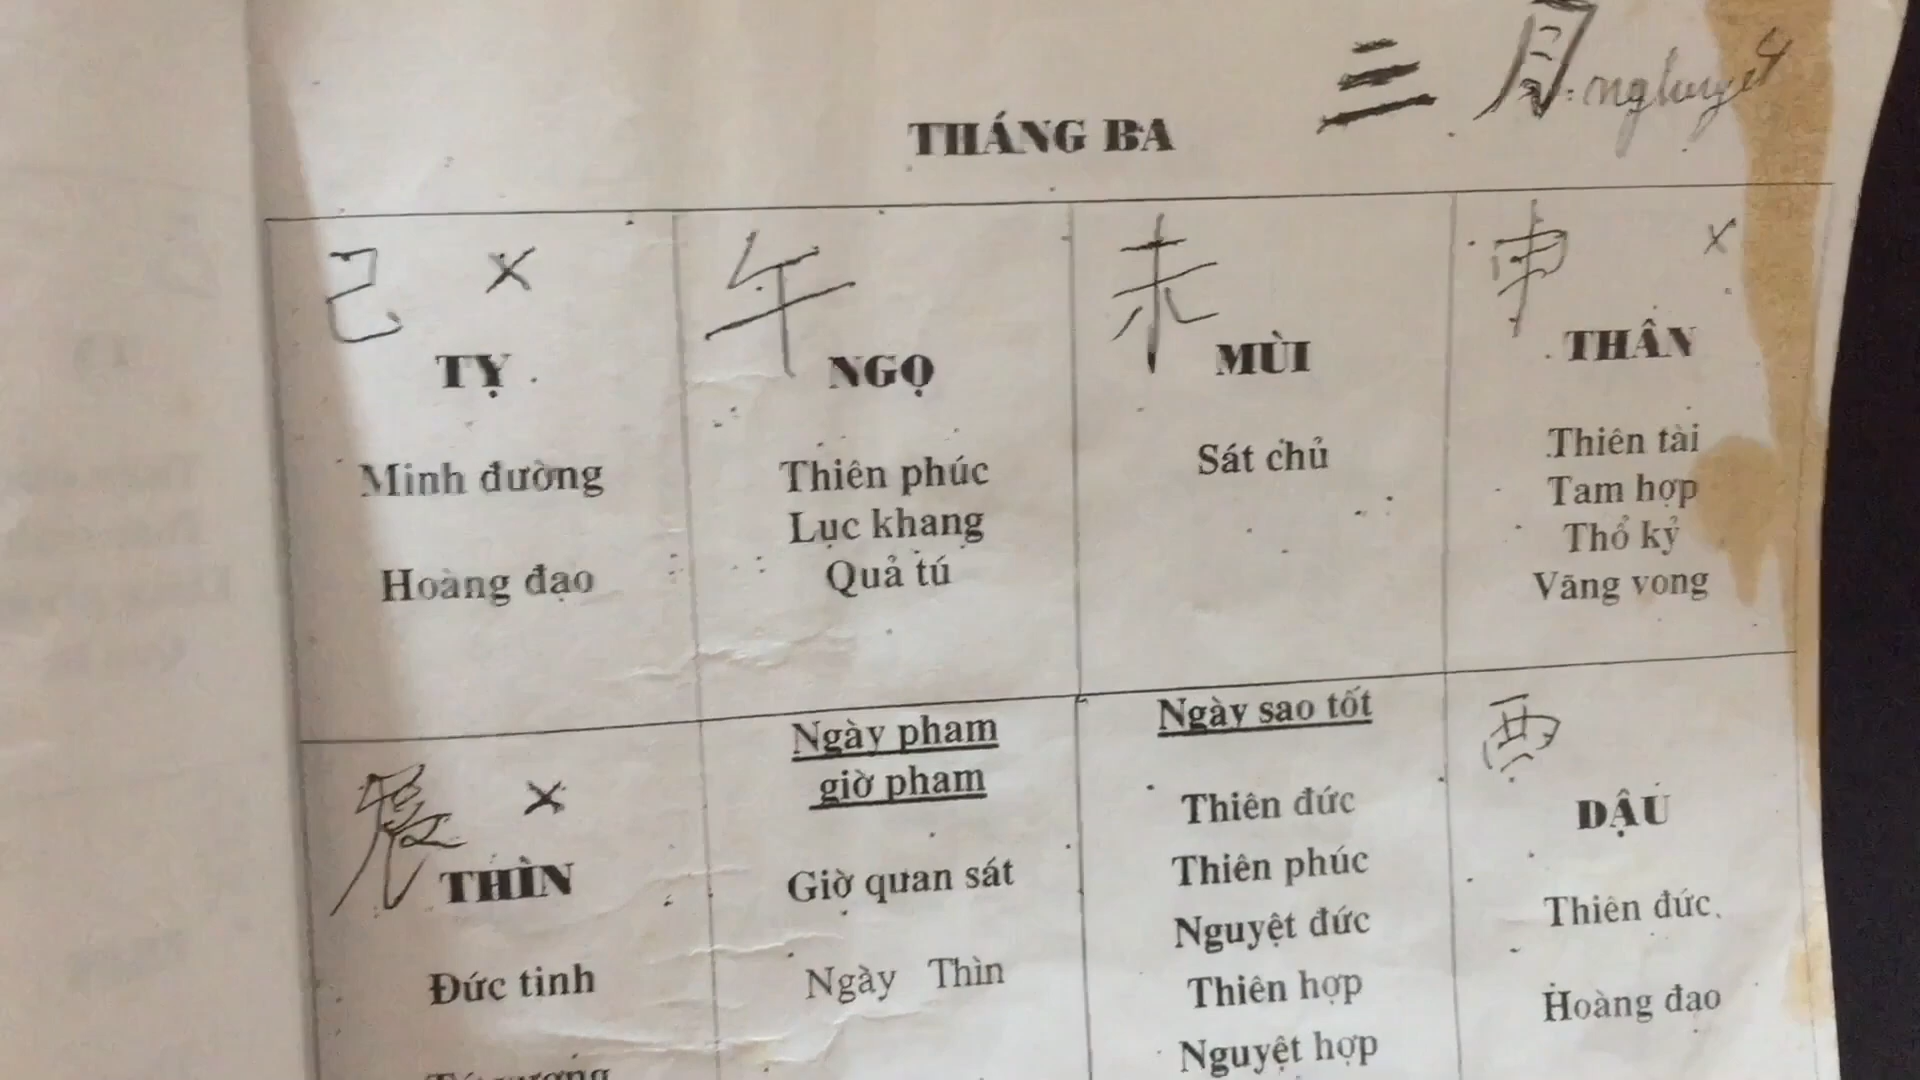 三 月: nguyệt
THÁNG BA
己 X
TỴ
Minh đường
Hoàng đạo
午
NGỌ
Thiên phúc
Lục khang
Quả tú
未
MÙI
Sát chủ
申 X
THÂN
Thiên tài
Tam hợp
Thổ kỷ
Vãng vong
辰 X
THÌN
Đức tinh
Ngày phạm
giờ phạm
Giờ quan sát
Ngày Thìn
Ngày sao tốt
Thiên đức
Thiên phúc
Nguyệt đức
Thiên hợp
Nguyệt hợp
酉
DẬU
Thiên đức
Hoàng đạo